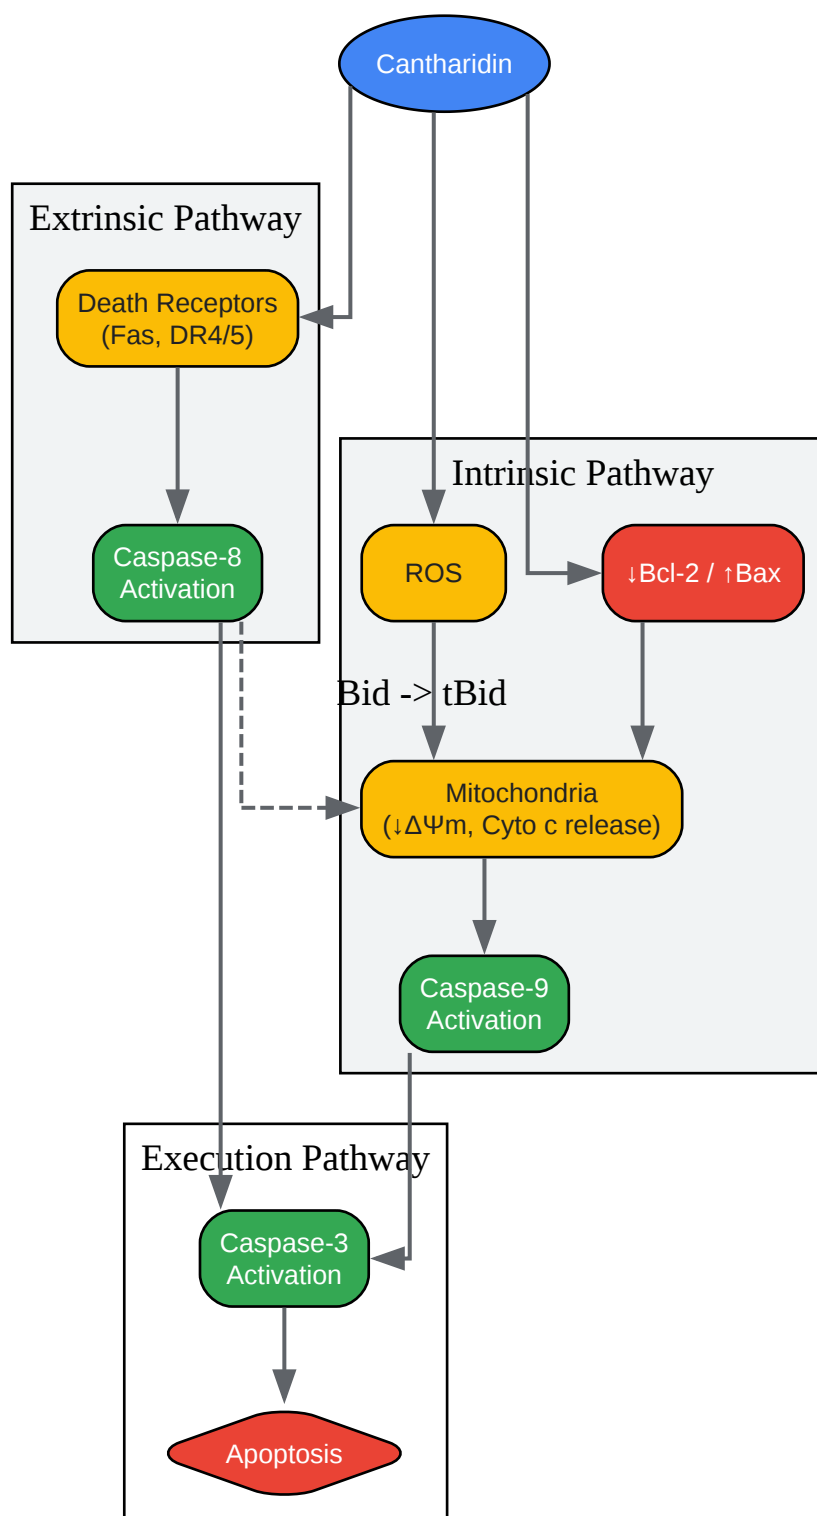 Cantharidin
Extrinsic Pathway
Death Receptors
(Fas, DR4/5)
Caspase-8
Activation
Intrinsic Pathway
ROS
↓Bcl-2 / ↑Bax
Bid -> tBid
Mitochondria
(↓ΔΨm, Cyto c release)
Caspase-9
Activation
Execution Pathway
Caspase-3
Activation
Apoptosis